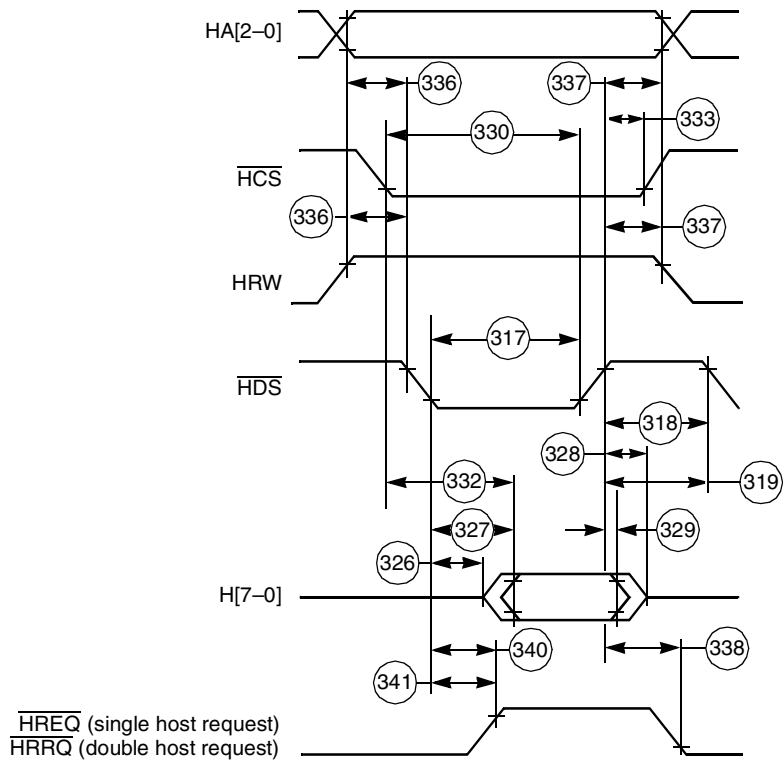 HA[2–0]
336
337
333
330
HCS
336
337
HRW
317
HDS
318
328
332
319
327
329
326
H[7–0]
340
338
341
HREQ (single host request)
HRRQ (double host request)